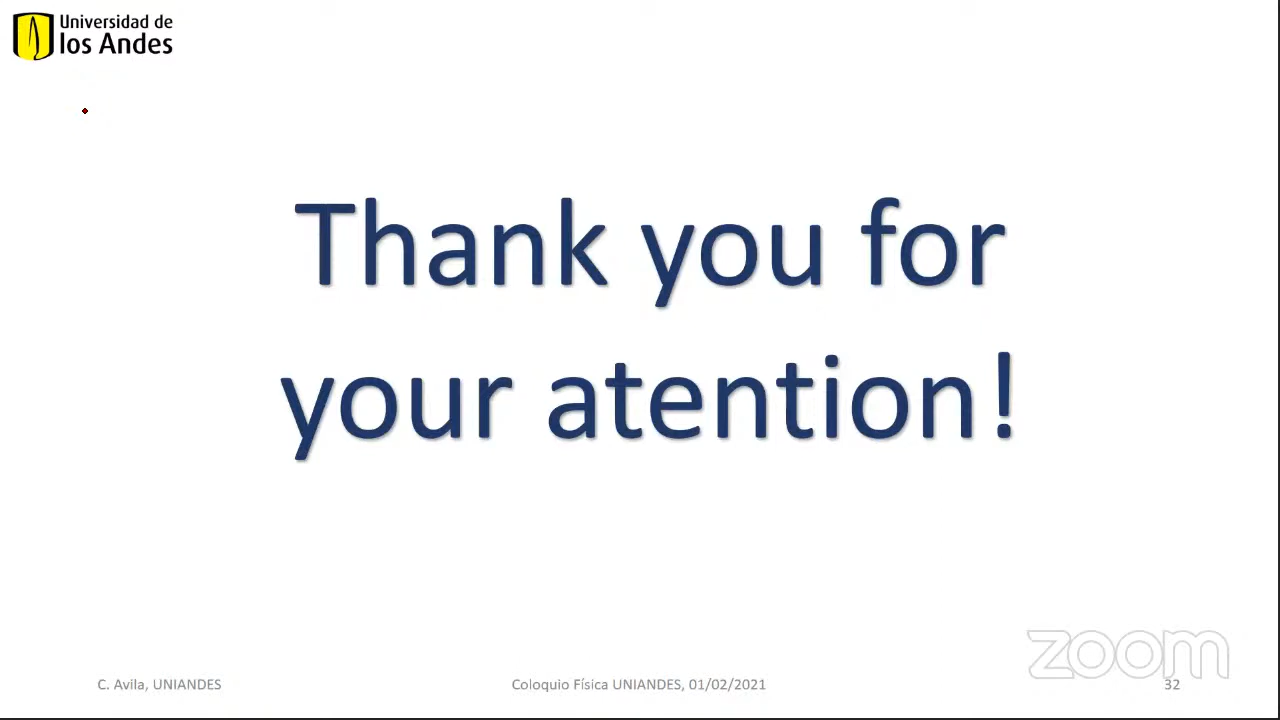 Universidad de
los Andes
Thank you for
your atention!
zoom
C. Avila, UNIANDES
Coloquio Física UNIANDES, 01/02/2021
32